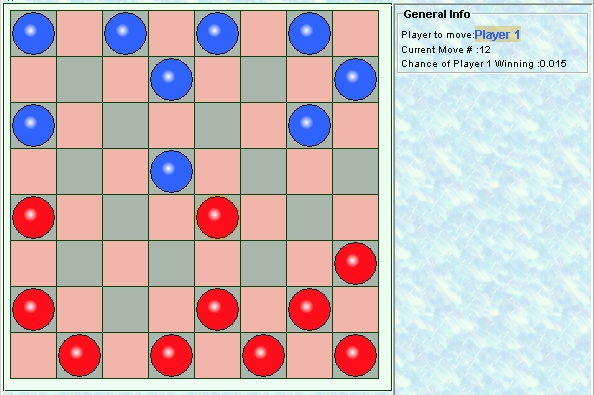 General Info
Player to move:Player 1
Current Move # :12
Chance of Player 1 Winning :0.015